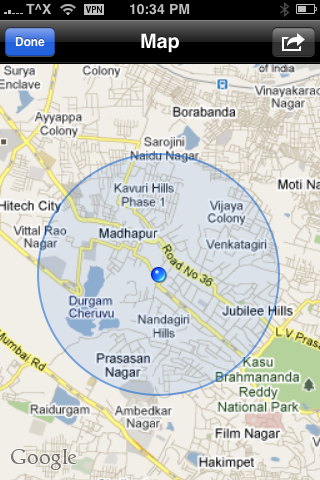 T^X VPN 10:34 PM
Done Map
Surya
Enclave
Colony
of India
Vinayakarao
Nagar
Borabanda
Ayyappa
Colony
Sarojini
Naidu Nagar
Kavuri Hills
Phase 1
Moti Na
Hitech City
Vijaya
Colony
Vittal Rao
Nagar
Madhapur
Venkatagiri
Road No 36
Durgam
Cheruvu
Jubilee Hills
Nandagiri
Hills
L V Pras
Prasasan
Nagar
Mumbai Rd
Kasu
Brahmananda
Reddy
National Park
Raidurgam
Ambedkar
Nagar
Film Nagar
Hakimpet
Google